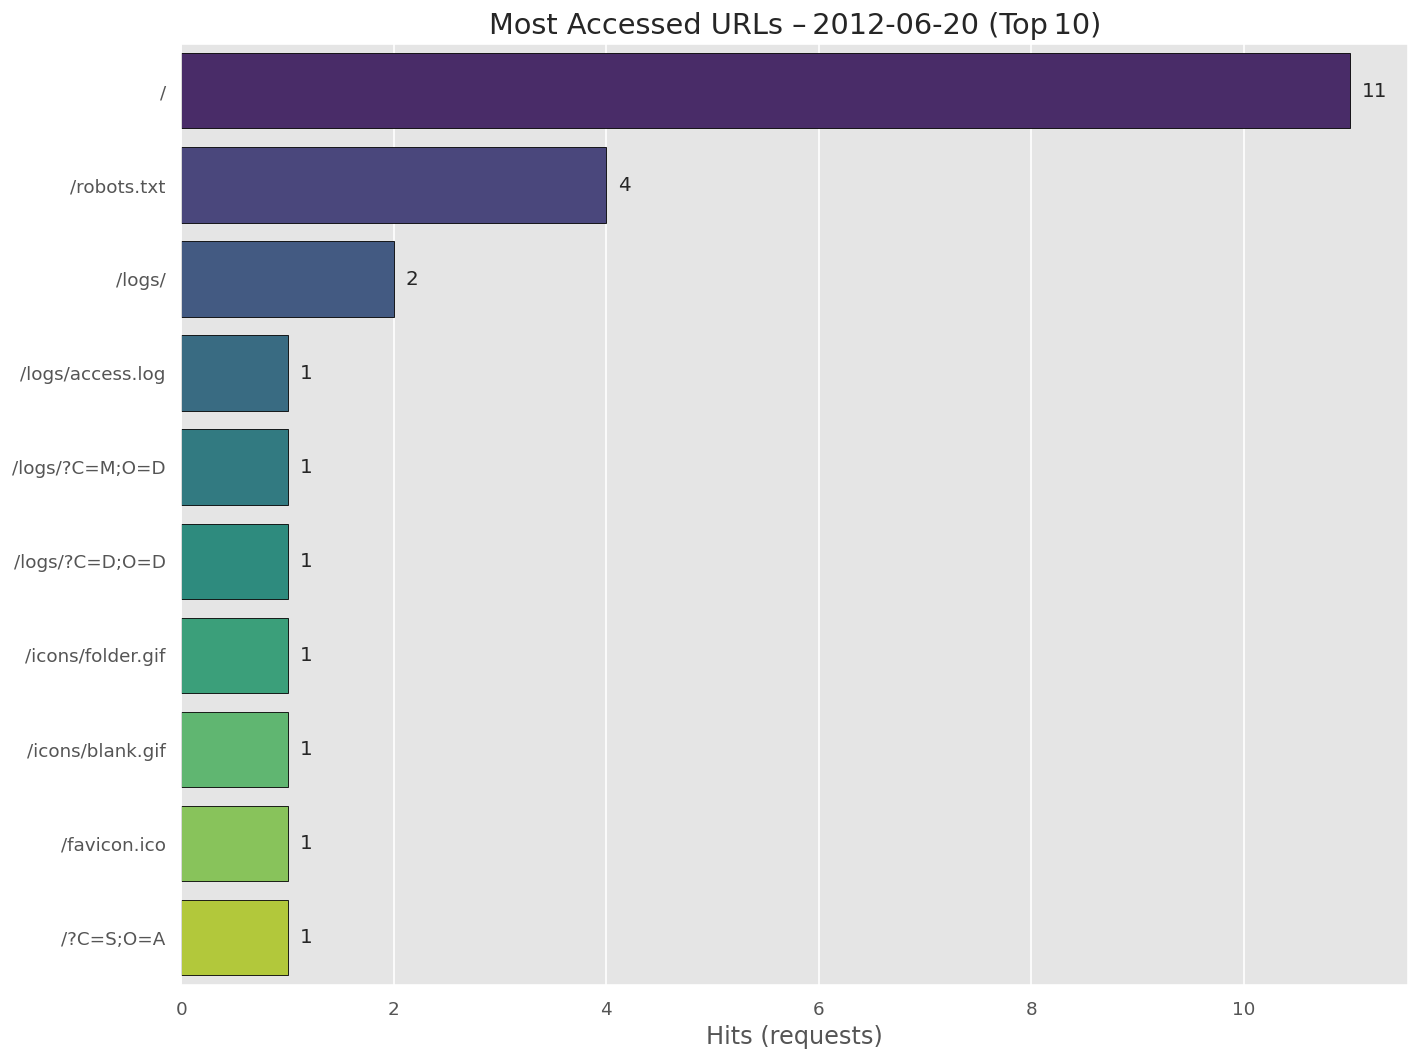 Most Accessed URLs – 2012-06-20 (Top 10)
/ 11
/robots.txt 4
/logs/ 2
/logs/access.log 1
/logs/?C=M;O=D 1
/logs/?C=D;O=D 1
/icons/folder.gif 1
/icons/blank.gif 1
/favicon.ico 1
/?C=S;O=A 1
0 2 4 6 8 10
Hits (requests)